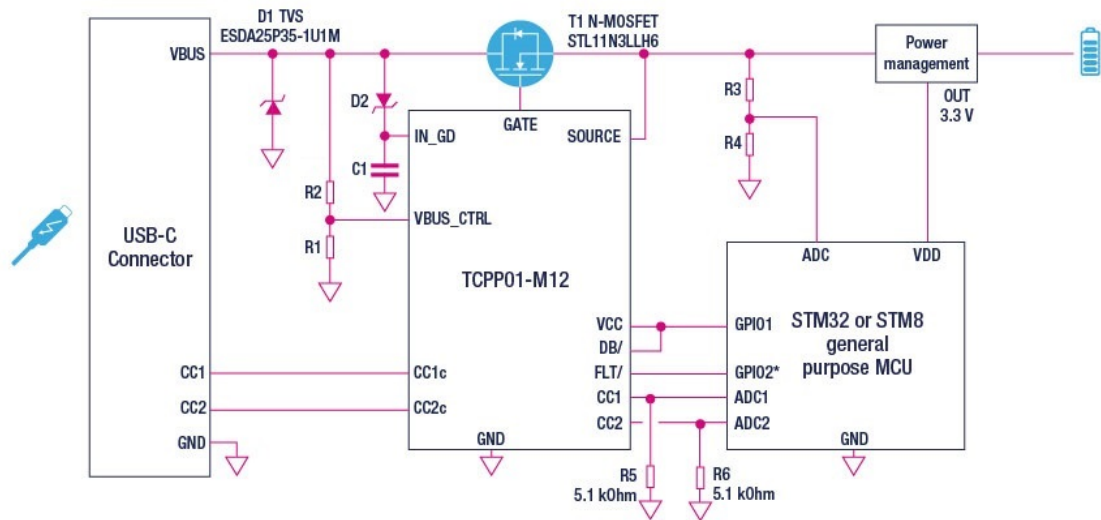 D1 TVS
ESDA25P35-1U1M
T1 N-MOSFET
STL11N3LLH6
VBUS
Power
management
OUT
3.3 V
D2
GATE
IN_GD
SOURCE
R3
R4
C1
R2
VBUS_CTRL
R1
USB-C
Connector
TCPP01-M12
ADC
VDD
STM32 or STM8
general
purpose MCU
VCC
GPIO1
DB/
FLT/
GPIO2*
CC1
CC1c
CC1
ADC1
CC2
CC2c
CC2
ADC2
GND
GND
GND
R5
5.1 kOhm
R6
5.1 kOhm